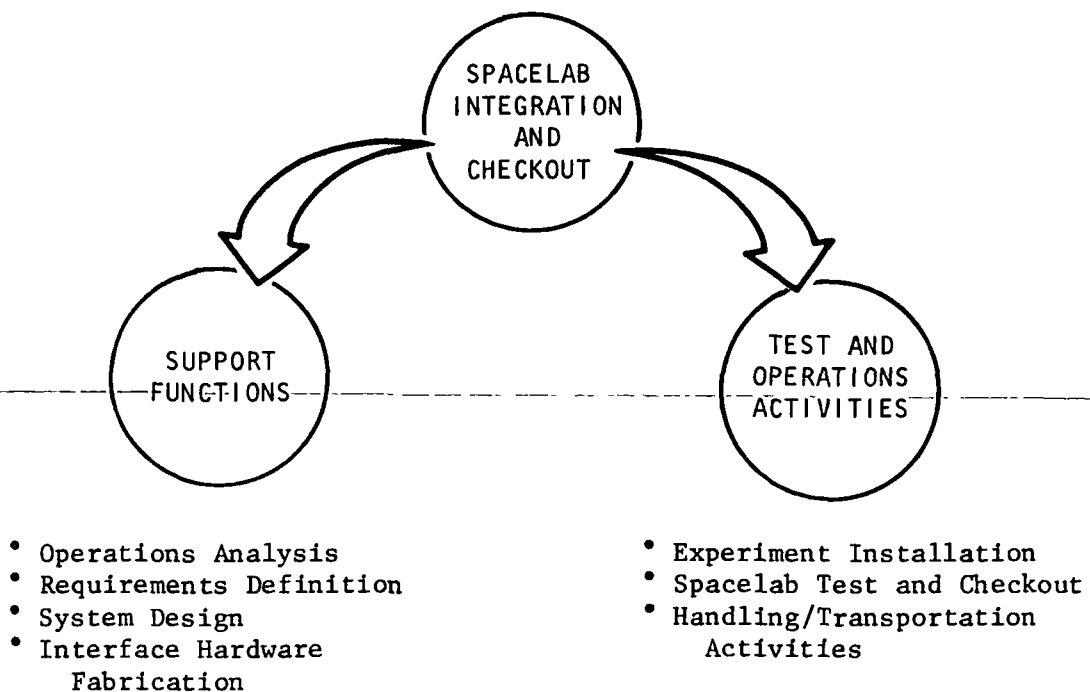 SPACELAB
INTEGRATION
AND
CHECKOUT
SUPPORT
FUNCTIONS
TEST AND
OPERATIONS
ACTIVITIES
• Operations Analysis
• Requirements Definition
• System Design
• Interface Hardware
Fabrication
• Experiment Installation
• Spacelab Test and Checkout
• Handling/Transportation
Activities